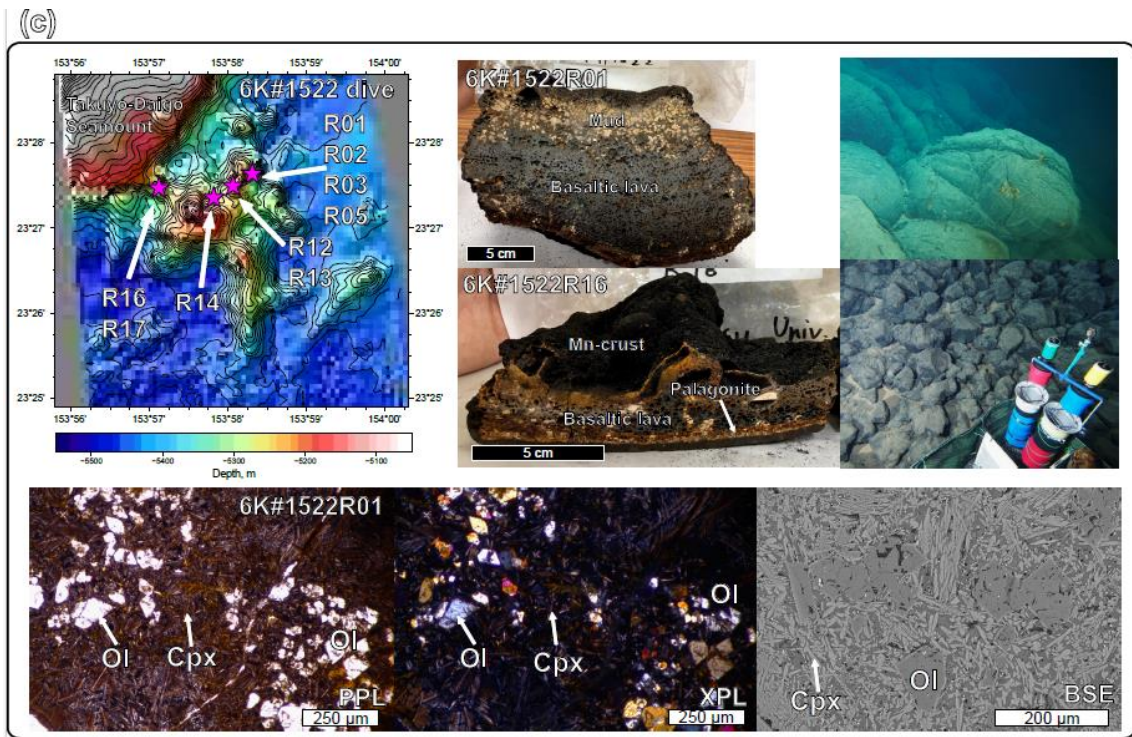 (c)
153°56' 153°57' 153°58' 153°59' 154°00'
6K#1522 dive
Takuyo-Daigo
Seamount
R01
R02
R03
R05
R12
R13
R14
R16
R17
23°28'
23°27'
23°26'
23°25'
23°28'
23°27'
23°26'
23°25'
153°56' 153°57' 153°58' 153°59' 154°00'
-5500 -5400 -5300 -5200 -5100
Depth, m
6K#1522R01
Mud
Basaltic lava
5 cm
6K#1522R16
Univ.
Mn-crust
Palagonite
Basaltic lava
5 cm
6K#1522R01
Ol
Cpx
Ol
PPL
250 µm
Ol
Cpx
Ol
XPL
250 µm
Cpx
Ol
BSE
200 µm